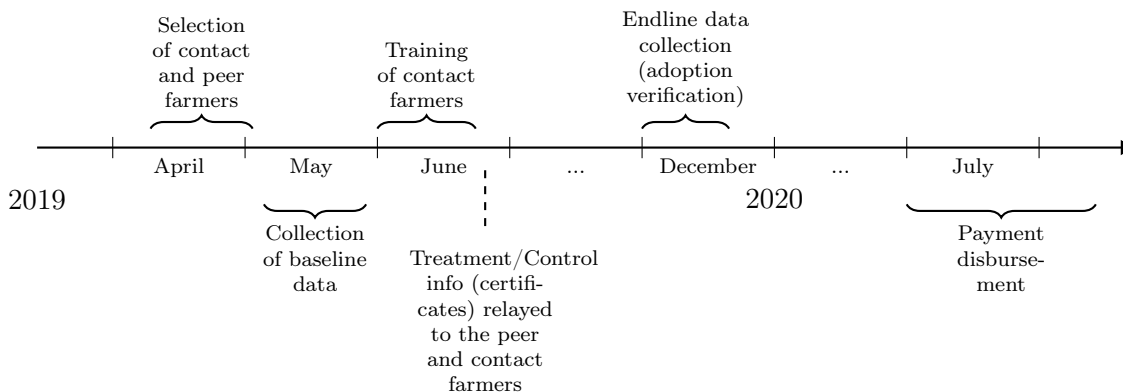 Selection
of contact
and peer
farmers
Training
of contact
farmers
Endline data
collection
(adoption
verification)
April
May
June
...
December
...
July
2019
2020
Collection
of baseline
data
Treatment/Control
info (certifi-
cates) relayed
to the peer
and contact
farmers
Payment
disburse-
ment